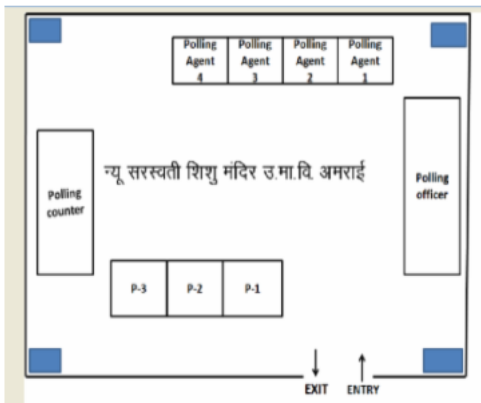 Polling Agent 4
Polling Agent 3
Polling Agent 2
Polling Agent 1
न्यू सरस्वती शिशु मंदिर उ.मा.वि. अमराई
Polling counter
Polling officer
P-3
P-2
P-1
EXIT
ENTRY